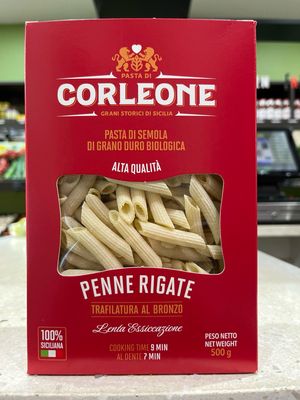 PASTA DI
CORLEONE
GRANI STORICI DI SICILIA
PASTA DI SEMOLA
DI GRANO DURO BIOLOGICA
ALTA QUALITÀ
PENNE RIGATE
TRAFILATURA AL BRONZO
Lenta Essiccazione
100%
SICILIANA
COOKING TIME 9 MIN
AL DENTE 7 MIN
PESO NETTO
NET WEIGHT
500 g